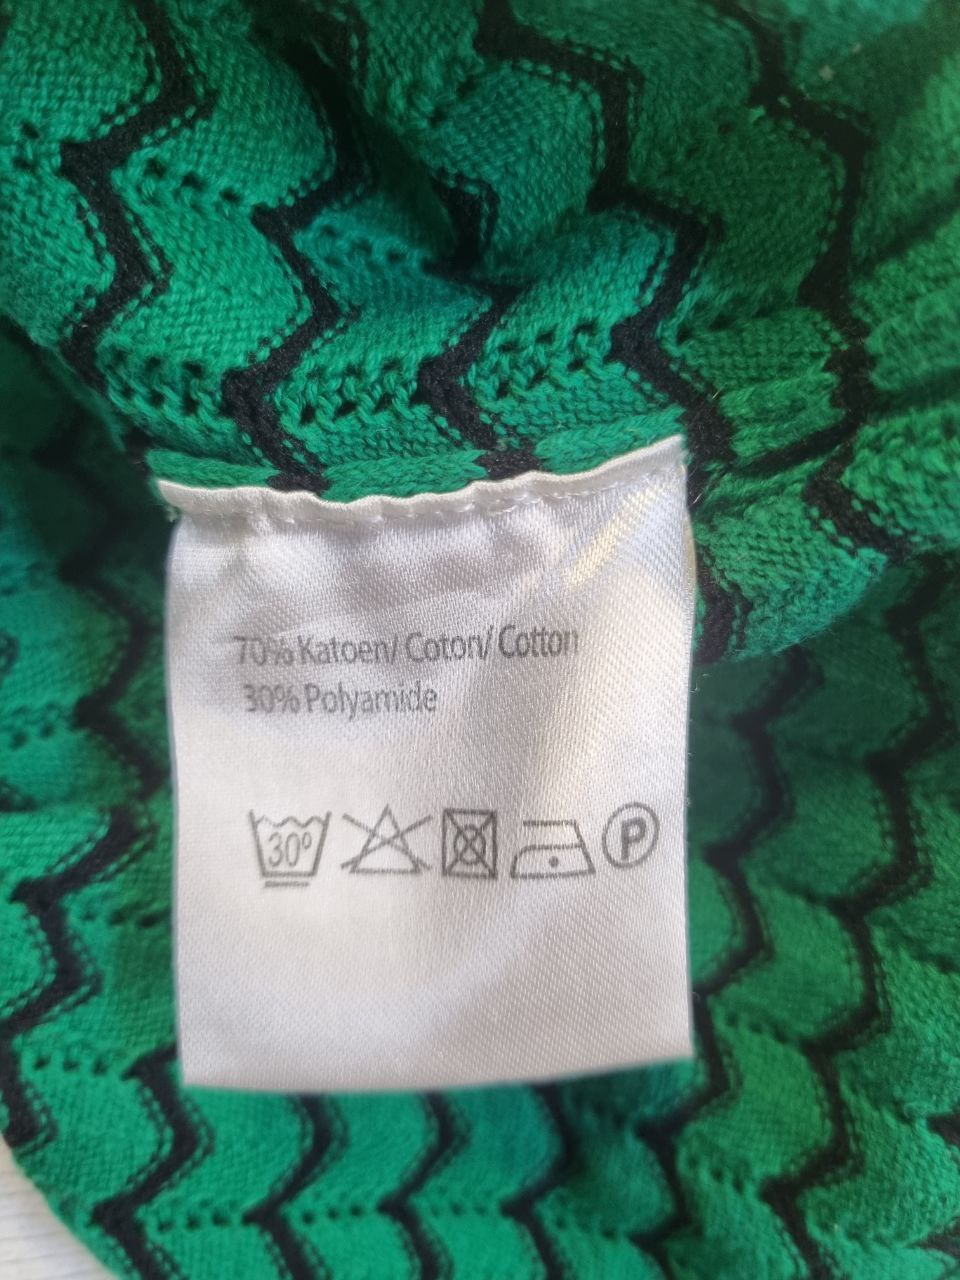 70% Katoen/ Coton/ Cotton
30% Polyamide
30° P